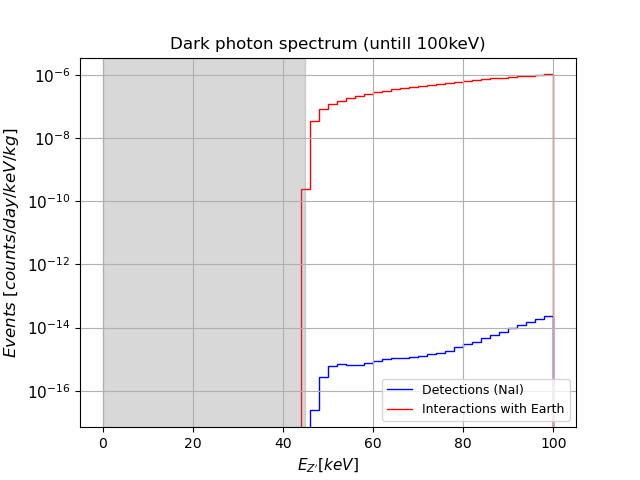 Dark photon spectrum (untill 100keV)
Events [counts/day/keV/kg]
10⁻⁶
10⁻⁸
10⁻¹⁰
10⁻¹²
10⁻¹⁴
10⁻¹⁶
Detections (NaI)
Interactions with Earth
0 20 40 60 80 100
E_{Z'}[keV]